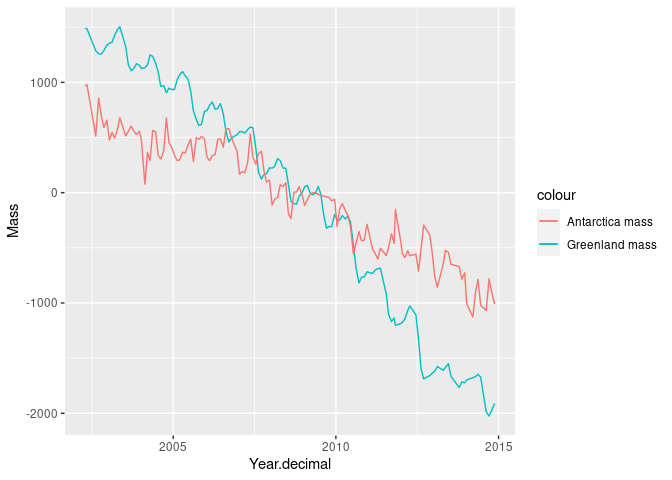 1000
0
-1000
-2000
Mass
2005
2010
2015
Year.decimal
colour
Antarctica mass
Greenland mass